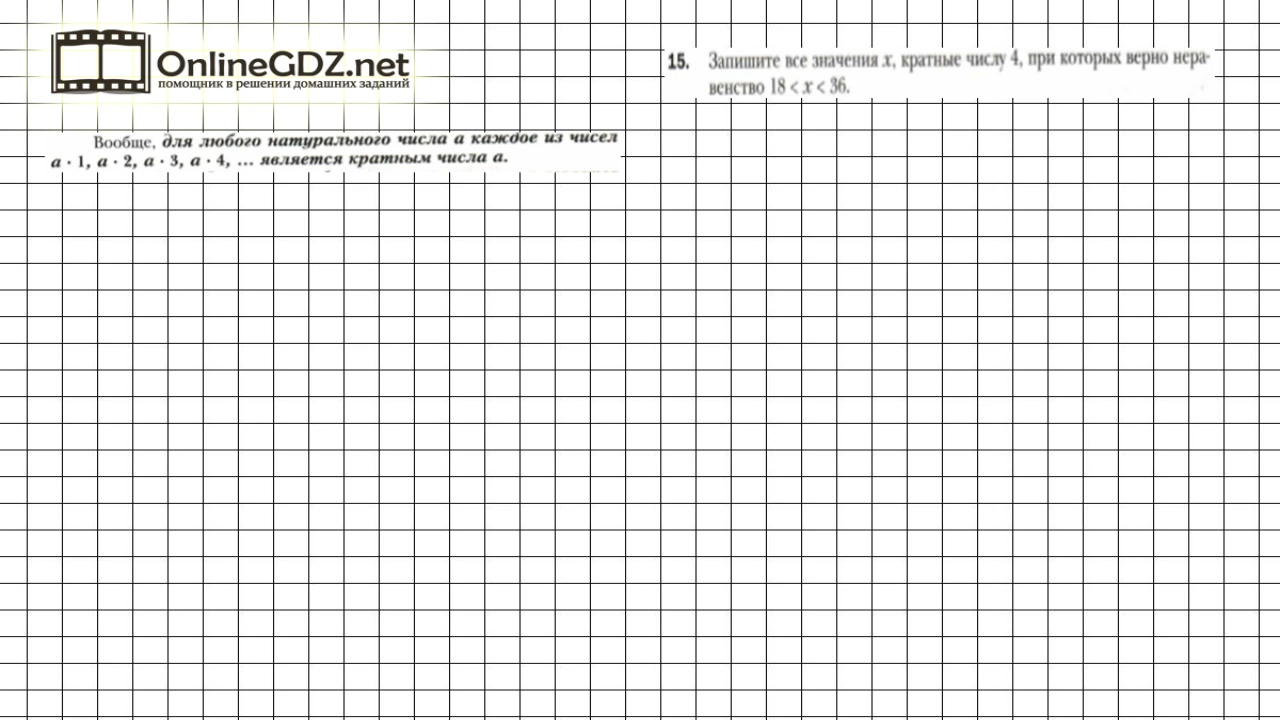 OnlineGDZ.net
помощник в решении домашних заданий
Вообще, для любого натурального числа a каждое из чисел
a · 1, a · 2, a · 3, a · 4, ... является кратным числа a.
15. Запишите все значения x, кратные числу 4, при которых верно нера-
венство 18 < x < 36.